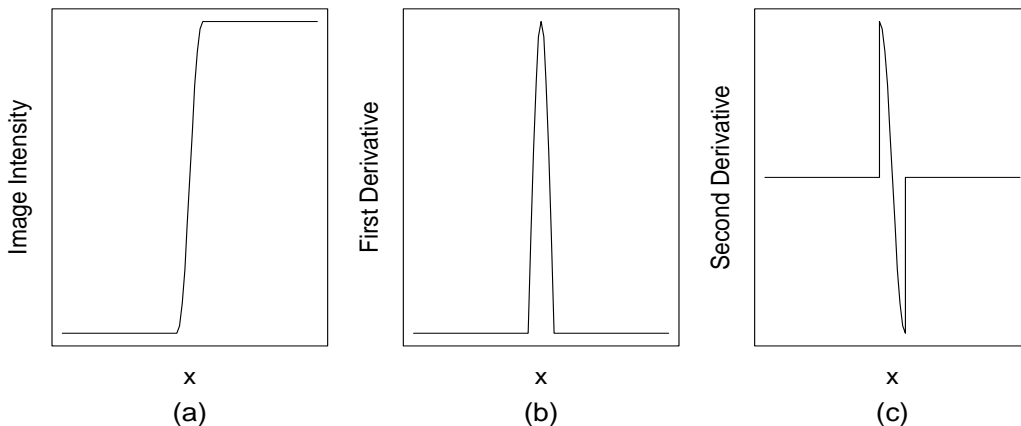 Image Intensity
x
(a)
First Derivative
x
(b)
Second Derivative
x
(c)